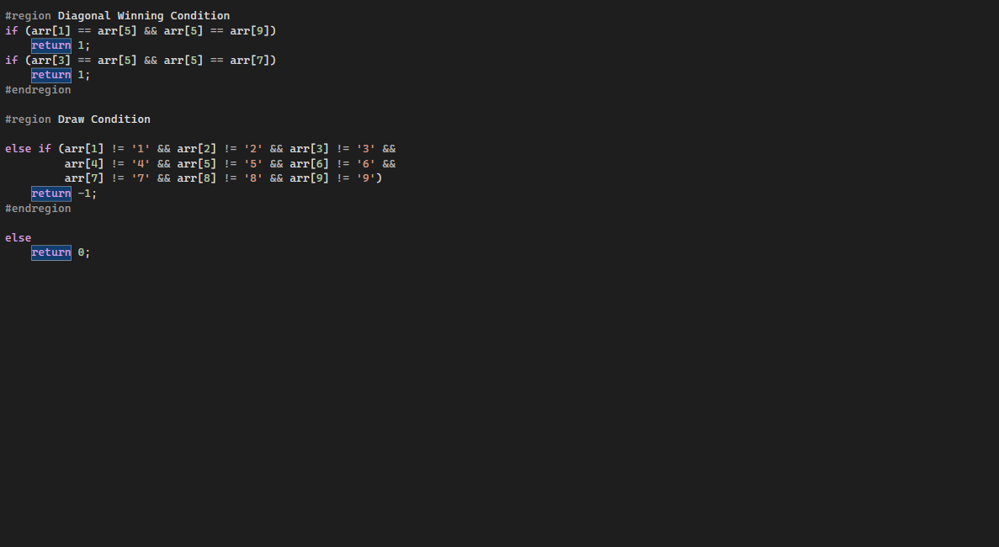 #region Diagonal Winning Condition
if (arr[1] == arr[5] && arr[5] == arr[9])
    return 1;
if (arr[3] == arr[5] && arr[5] == arr[7])
    return 1;
#endregion

#region Draw Condition

else if (arr[1] != '1' && arr[2] != '2' && arr[3] != '3' &&
         arr[4] != '4' && arr[5] != '5' && arr[6] != '6' &&
         arr[7] != '7' && arr[8] != '8' && arr[9] != '9')
    return -1;
#endregion

else
    return 0;